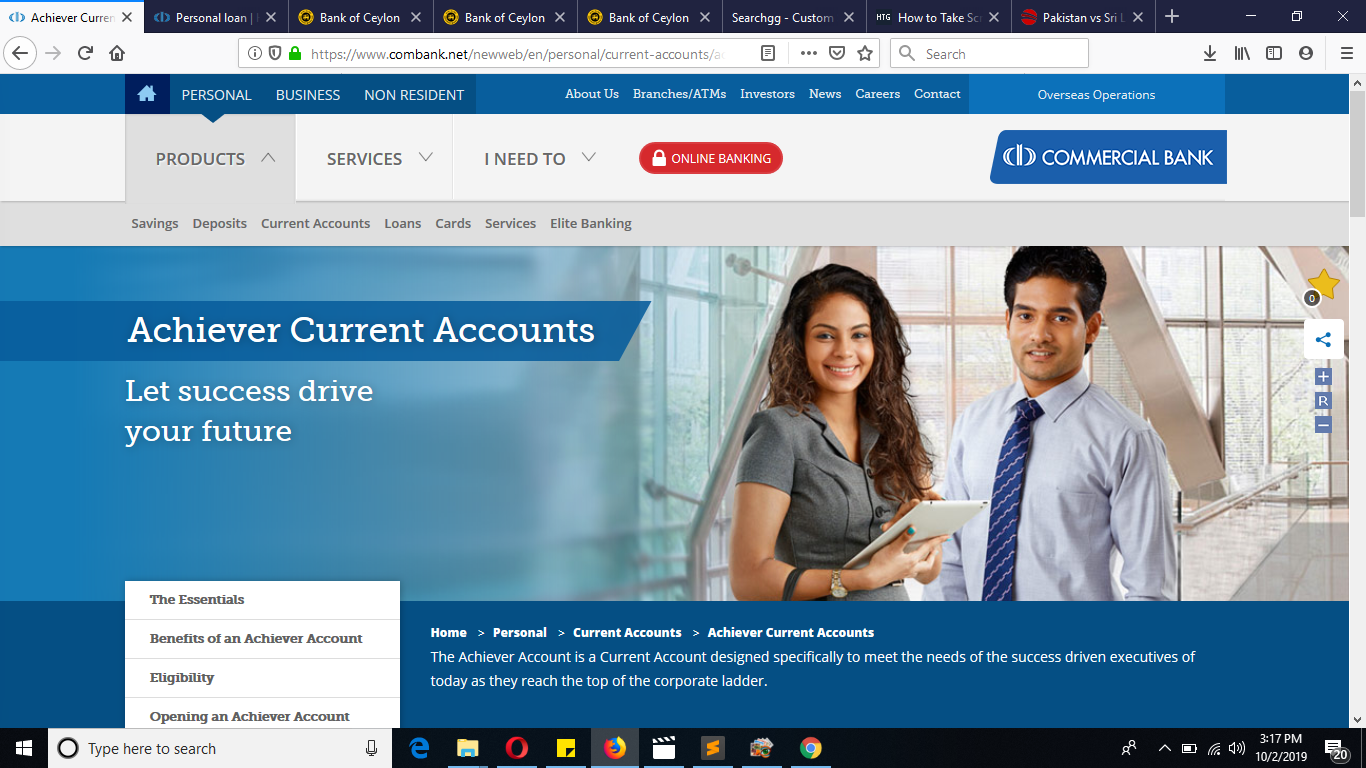 Achiever Curren
Personal loan |
Bank of Ceylon
Bank of Ceylon
Bank of Ceylon
Searchgg - Custom
HTG How to Take Sc
Pakistan vs Sri L
https://www.combank.net/newweb/en/personal/current-accounts/a
Search
PERSONAL BUSINESS NON RESIDENT
About Us Branches/ATMs Investors News Careers Contact
Overseas Operations
PRODUCTS SERVICES I NEED TO
ONLINE BANKING
COMMERCIAL BANK
Savings Deposits Current Accounts Loans Cards Services Elite Banking
0
+
R
−
Achiever Current Accounts
Let success drive
your future
The Essentials
Benefits of an Achiever Account
Eligibility
Opening an Achiever Account
Home > Personal > Current Accounts > Achiever Current Accounts
The Achiever Account is a Current Account designed specifically to meet the needs of the success driven executives of
today as they reach the top of the corporate ladder.
Type here to search
3:17 PM
10/2/2019
20